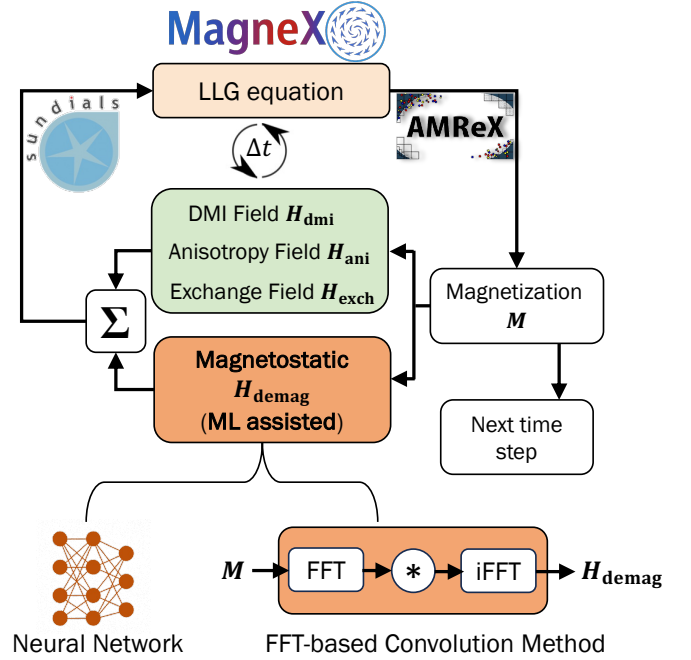 MagneX
LLG equation
sundials
AMReX
Δt
DMI Field H_dmi
Anisotropy Field H_ani
Exchange Field H_exch
Magnetization
M
Σ
Magnetostatic
H_demag
(ML assisted)
Next time
step
M
FFT
*
iFFT
H_demag
Neural Network
FFT-based Convolution Method